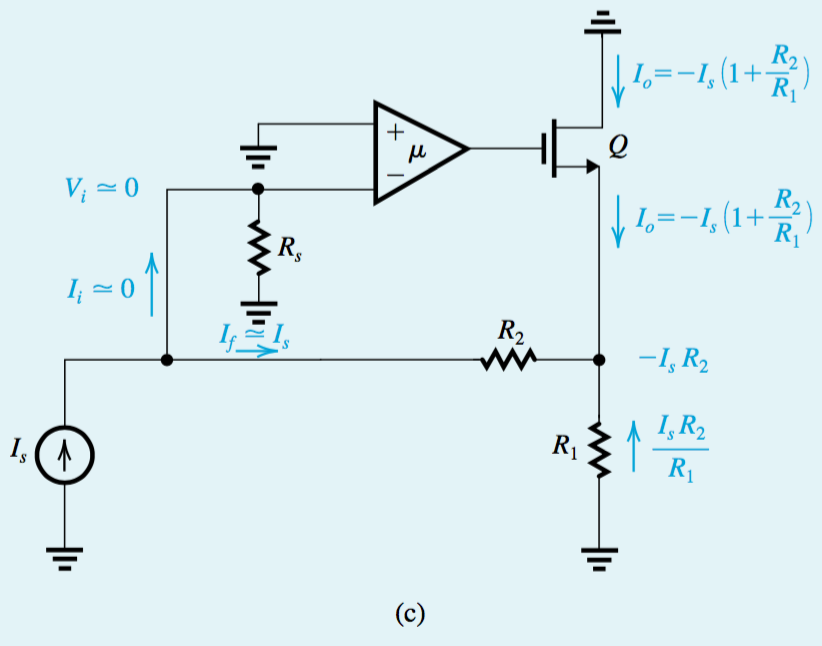 I_o=−I_s(1+R_2/R_1)
+
μ
−
Q
V_i ≃ 0
I_o=−I_s(1+R_2/R_1)
R_s
I_i ≃ 0
I_f ≃ I_s
R_2
−I_s R_2
I_s
R_1
I_s R_2/R_1
(c)